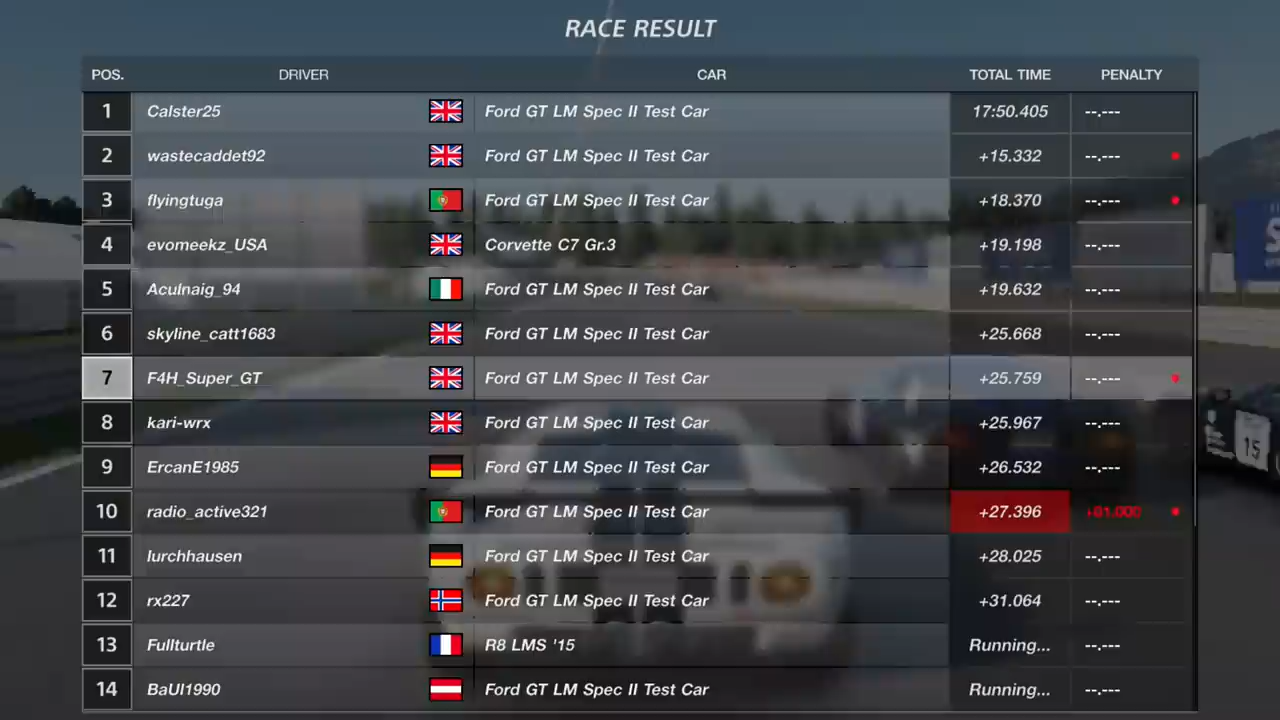 RACE RESULT
POS. DRIVER CAR TOTAL TIME PENALTY
1 Calster25 Ford GT LM Spec II Test Car 17:50.405 --.---
2 wastecaddet92 Ford GT LM Spec II Test Car +15.332 --.---
3 flyingtuga Ford GT LM Spec II Test Car +18.370 --.---
4 evomeekz_USA Corvette C7 Gr.3 +19.198 --.---
5 Aculnaig_94 Ford GT LM Spec II Test Car +19.632 --.---
6 skyline_catt1683 Ford GT LM Spec II Test Car +25.668 --.---
7 F4H_Super_GT Ford GT LM Spec II Test Car +25.759 --.---
8 kari-wrx Ford GT LM Spec II Test Car +25.967 --.---
9 ErcanE1985 Ford GT LM Spec II Test Car +26.532 --.---
10 radio_active321 Ford GT LM Spec II Test Car +27.396 +01.000
11 lurchhausen Ford GT LM Spec II Test Car +28.025 --.---
12 rx227 Ford GT LM Spec II Test Car +31.064 --.---
13 Fullturtle R8 LMS '15 Running... --.---
14 BaUl1990 Ford GT LM Spec II Test Car Running... --.---
15